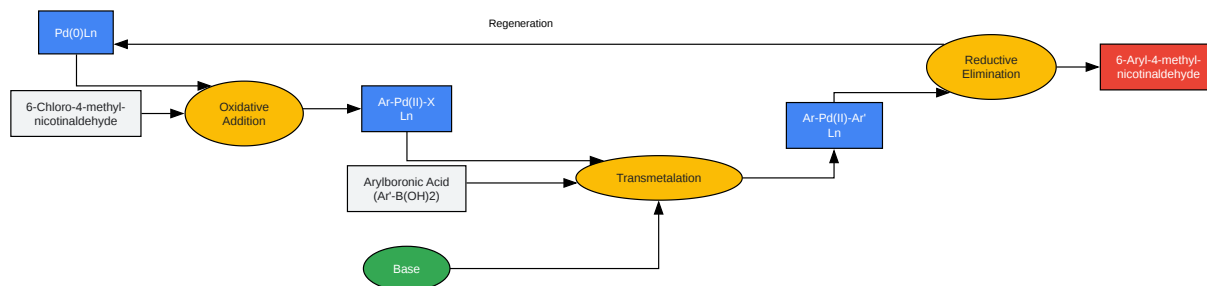 Regeneration
Pd(0)Ln
6-Chloro-4-methyl-
nicotinaldehyde
Oxidative
Addition
Ar-Pd(II)-X
Ln
Arylboronic Acid
(Ar'-B(OH)2)
Base
Transmetalation
Ar-Pd(II)-Ar'
Ln
Reductive
Elimination
6-Aryl-4-methyl-
nicotinaldehyde